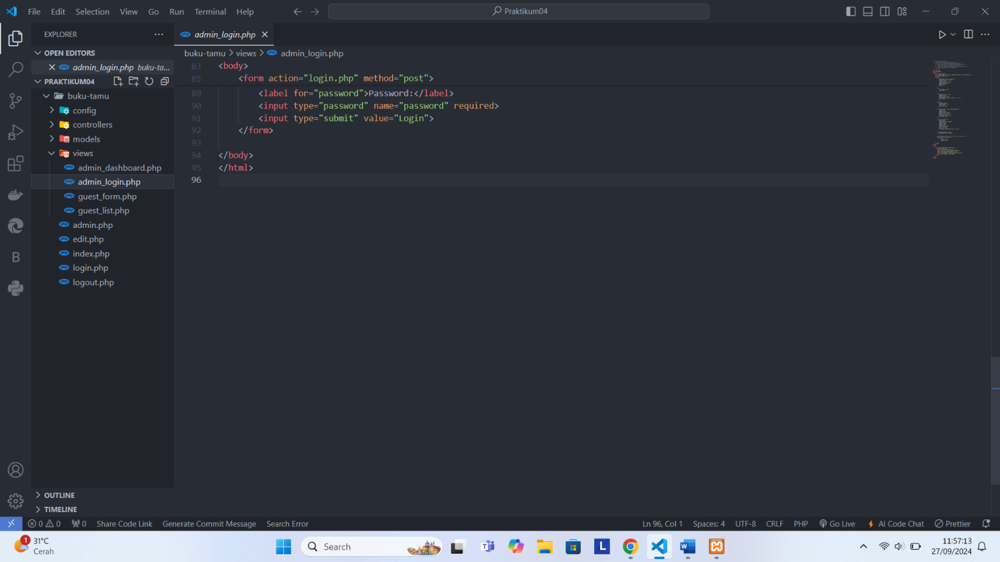 File Edit Selection View Go Run Terminal Help
Praktikum04
EXPLORER
admin_login.php
OPEN EDITORS
admin_login.php buku-ta...
PRAKTIKUM04
buku-tamu
config
controllers
models
views
admin_dashboard.php
admin_login.php
guest_form.php
guest_list.php
admin.php
edit.php
index.php
login.php
logout.php
OUTLINE
TIMELINE
buku-tamu > views > admin_login.php
83 <body>
85 <form action="login.php" method="post">
89 <label for="password">Password:</label>
90 <input type="password" name="password" required>
91 <input type="submit" value="Login">
92 </form>
93
94 </body>
95 </html>
96
0 0 0 Share Code Link Generate Commit Message Search Error Ln 96, Col 1 Spaces: 4 UTF-8 CRLF PHP Go Live AI Code Chat Prettier
1 31°C
Cerah
Search
11:57:13
27/09/2024